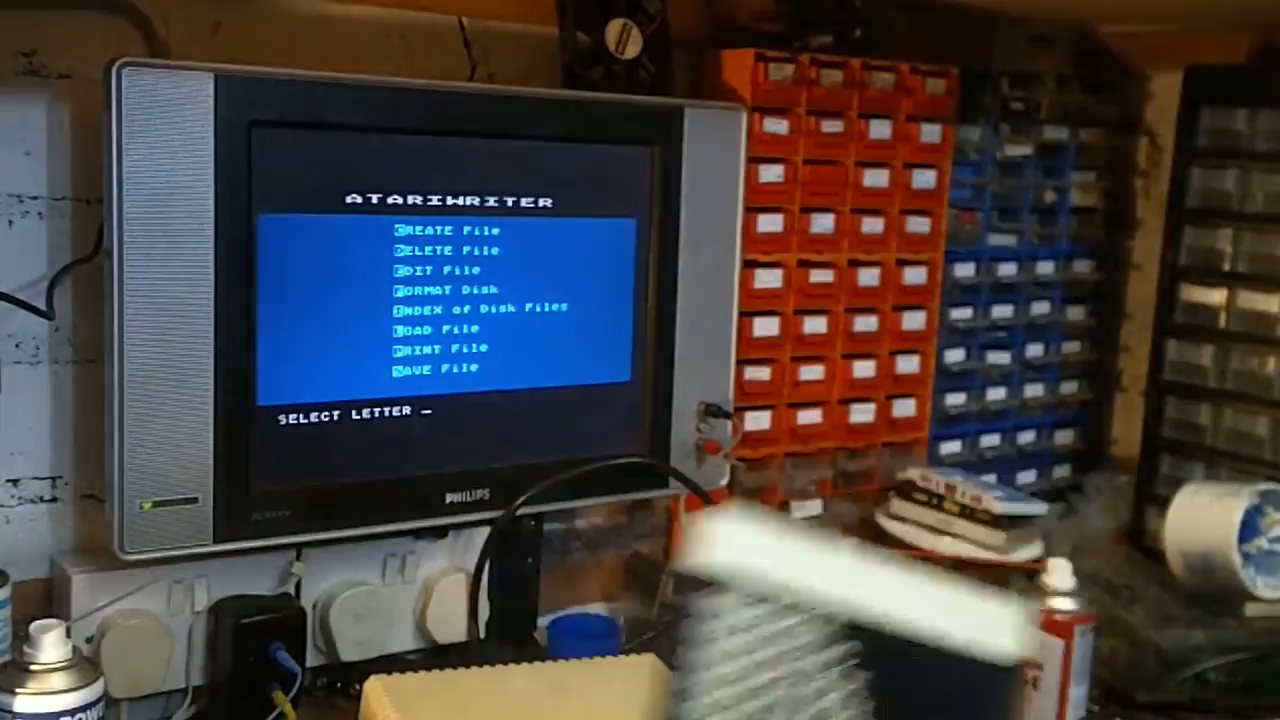 ATARIWRITER
CREATE File
DELETE File
EDIT File
FORMAT Disk
INDEX of Disk Files
LOAD File
PRINT File
SAVE File
SELECT LETTER _
PHILIPS